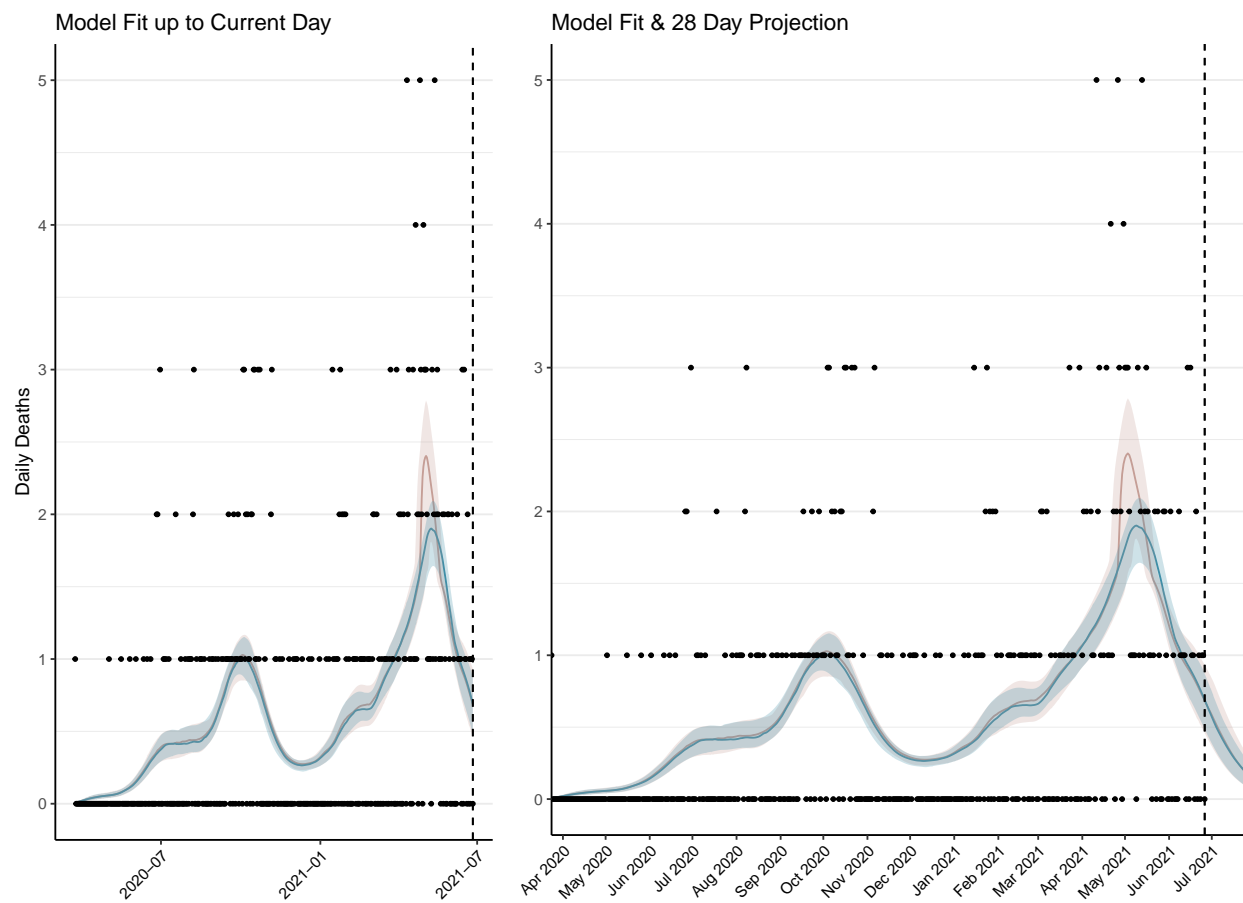 Model Fit up to Current Day
Daily Deaths
5
4
3
2
1
0
2020−07
2021−01
2021−07
Model Fit & 28 Day Projection
5
4
3
2
1
0
Apr 2020
May 2020
Jun 2020
Jul 2020
Aug 2020
Sep 2020
Oct 2020
Nov 2020
Dec 2020
Jan 2021
Feb 2021
Mar 2021
Apr 2021
May 2021
Jun 2021
Jul 2021